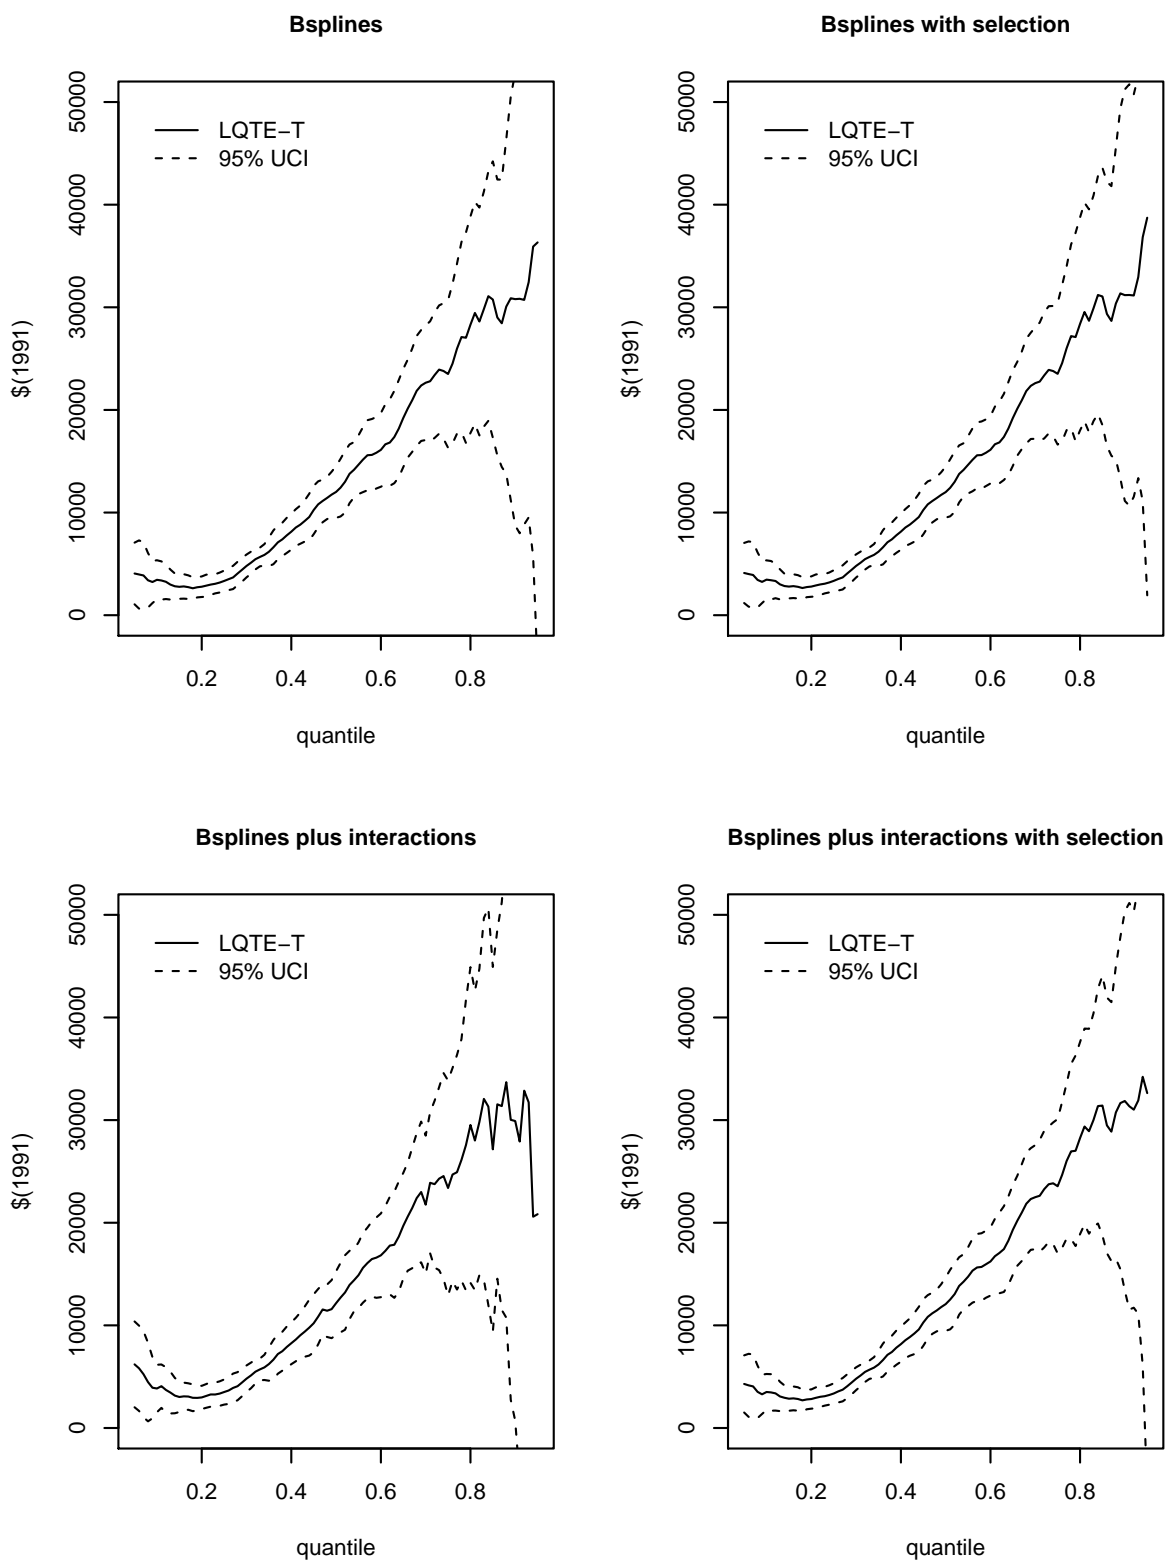 Bsplines
$(1991)
50000
40000
30000
20000
10000
0
LQTE−T
95% UCI
0.2 0.4 0.6 0.8
quantile
Bsplines with selection
$(1991)
50000
40000
30000
20000
10000
0
LQTE−T
95% UCI
0.2 0.4 0.6 0.8
quantile
Bsplines plus interactions
$(1991)
50000
40000
30000
20000
10000
0
LQTE−T
95% UCI
0.2 0.4 0.6 0.8
quantile
Bsplines plus interactions with selection
$(1991)
50000
40000
30000
20000
10000
0
LQTE−T
95% UCI
0.2 0.4 0.6 0.8
quantile